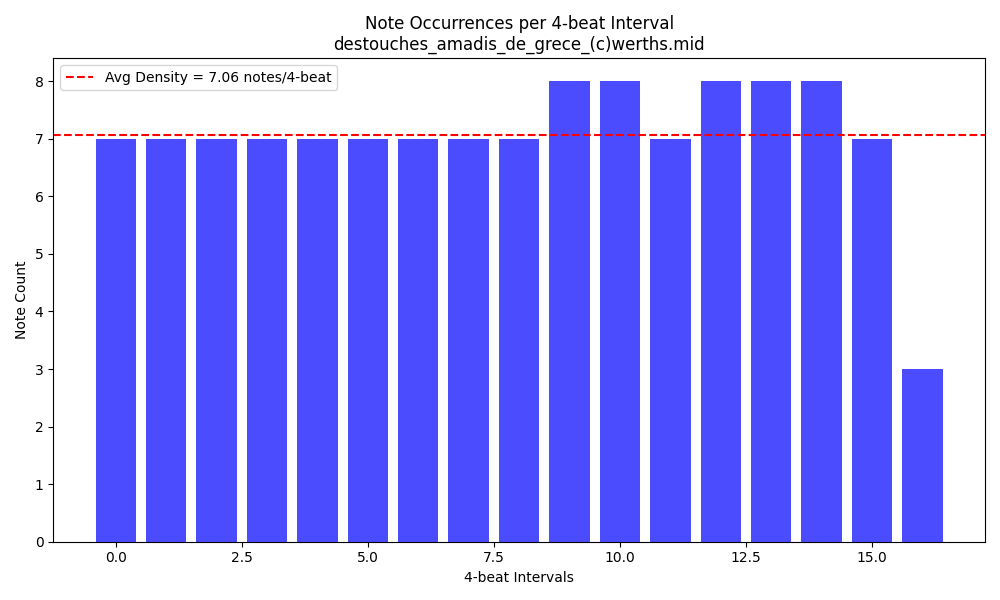 Note Occurrences per 4-beat Interval
destouches_amadis_de_grece_(c)werths.mid
Avg Density = 7.06 notes/4-beat
8
7
6
5
4
3
2
1
0
Note Count
0.0 2.5 5.0 7.5 10.0 12.5 15.0
4-beat Intervals